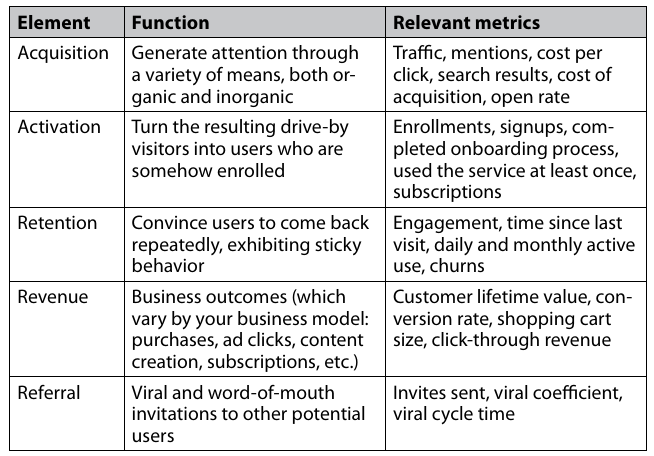 Element Function Relevant metrics
Acquisition Generate attention through Traffic, mentions, cost per
a variety of means, both or- click, search results, cost of
ganic and inorganic acquisition, open rate
Activation Turn the resulting drive-by Enrollments, signups, com-
visitors into users who are pleted onboarding process,
somehow enrolled used the service at least once,
subscriptions
Retention Convince users to come back Engagement, time since last
repeatedly, exhibiting sticky visit, daily and monthly active
behavior use, churns
Revenue Business outcomes (which Customer lifetime value, con-
vary by your business model: version rate, shopping cart
purchases, ad clicks, content size, click-through revenue
creation, subscriptions, etc.)
Referral Viral and word-of-mouth Invites sent, viral coefficient,
invitations to other potential viral cycle time
users